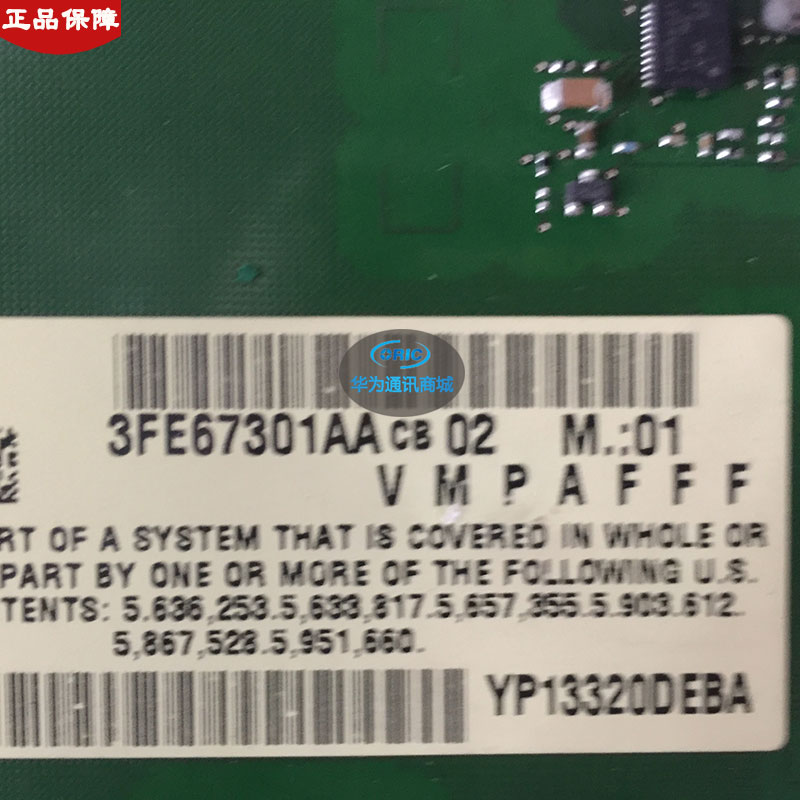 正品保障
ORIC
华为通讯商城
3FE67301AA CB 02 M.:01
V M P A F F F
RT OF A SYSTEM THAT IS COVERED IN WHOLE OR
PART BY ONE OR MORE OF THE FOLLOWING U.S.
TENTS: 5.636,253.5,633,817.5,657,355.5.903.612.
5,867,528.5,951,660.
YP13320DEBA